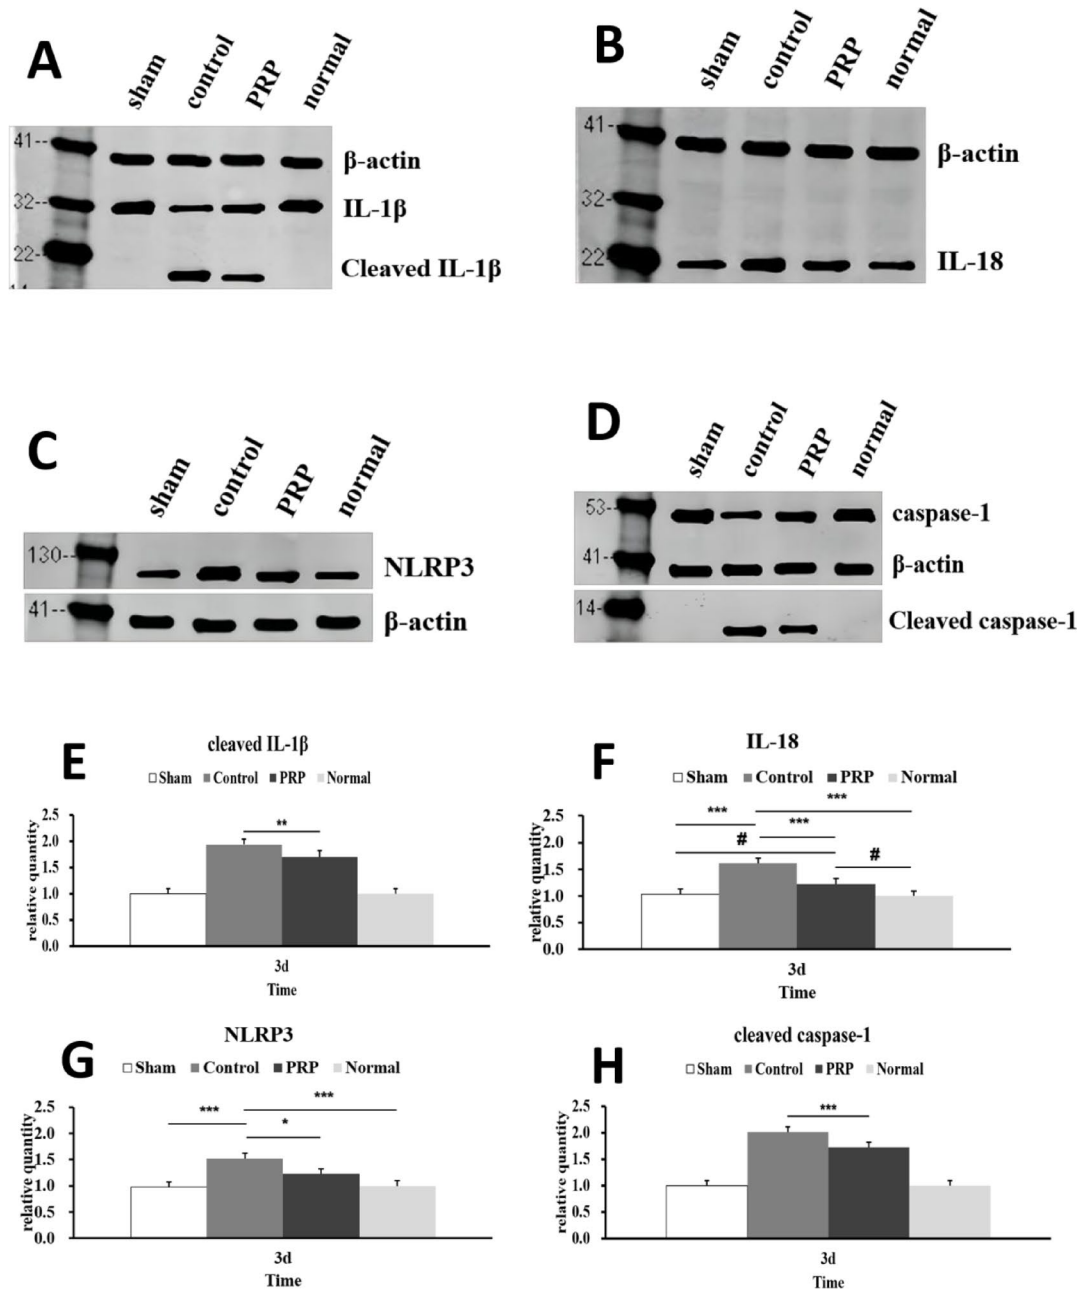 A
sham control PRP normal
41--
β-actin
32--
IL-1β
22--
Cleaved IL-1β
B
sham control PRP normal
41--
β-actin
32--
22--
IL-18
C
sham control PRP normal
130--
NLRP3
41--
β-actin
D
sham control PRP normal
53--
caspase-1
41--
β-actin
14--
Cleaved caspase-1
E
cleaved IL-1β
Sham Control PRP Normal
relative quantity
2.5
2.0
1.5
1.0
0.5
0.0
**
3d
Time
F
IL-18
Sham Control PRP Normal
relative quantity
2.5
2.0
1.5
1.0
0.5
0.0
*** ***
***
# #
3d
Time
G
NLRP3
Sham Control PRP Normal
relative quantity
2.5
2.0
1.5
1.0
0.5
0.0
*** ***
*
3d
Time
H
cleaved caspase-1
Sham Control PRP Normal
relative quantity
2.5
2.0
1.5
1.0
0.5
0.0
***
3d
Time